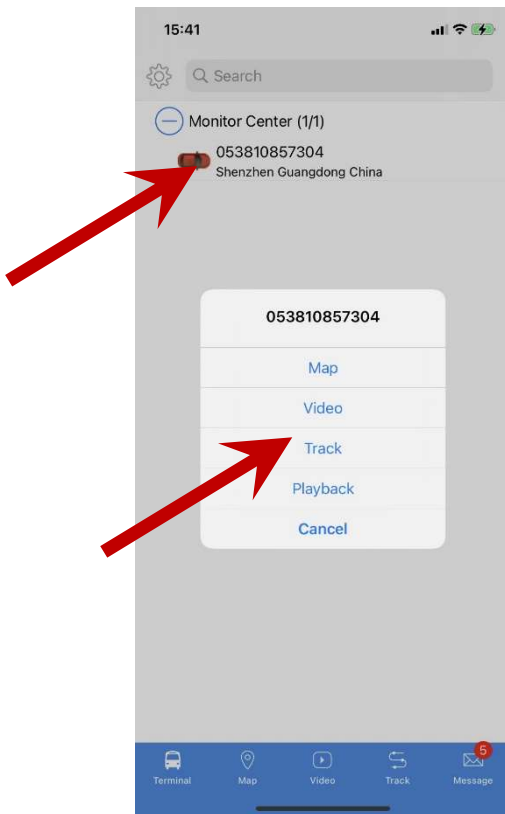 15:41
Search
Monitor Center (1/1)
053810857304
Shenzhen Guangdong China
053810857304
Map
Video
Track
Playback
Cancel
5
Terminal Map Video Track Message